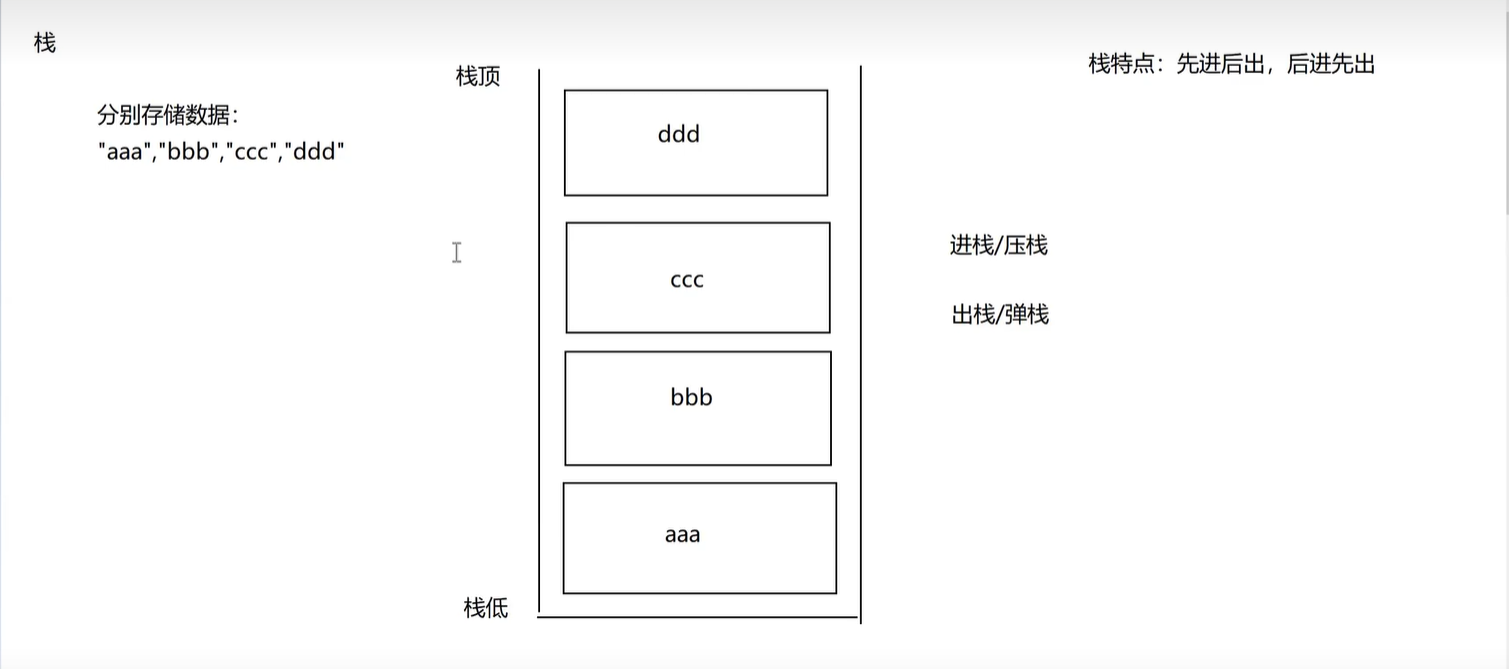 栈
栈特点：先进后出，后进先出
栈顶
分别存储数据：
"aaa","bbb","ccc","ddd"
ddd
进栈/压栈
ccc
出栈/弹栈
bbb
aaa
栈低